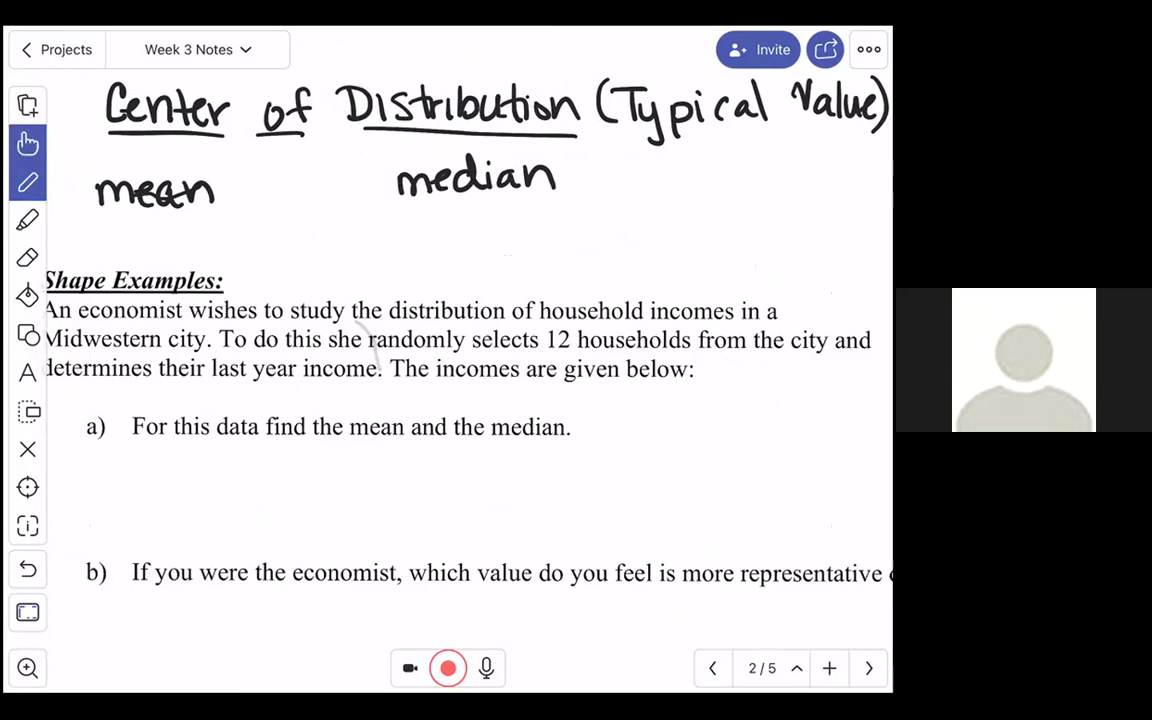 Projects
Week 3 Notes
Invite
Center of Distribution (Typical Value)
mean
median
Shape Examples:
An economist wishes to study the distribution of household incomes in a
Midwestern city. To do this she randomly selects 12 households from the city and
determines their last year income. The incomes are given below:
a) For this data find the mean and the median.
b) If you were the economist, which value do you feel is more representative
2/5